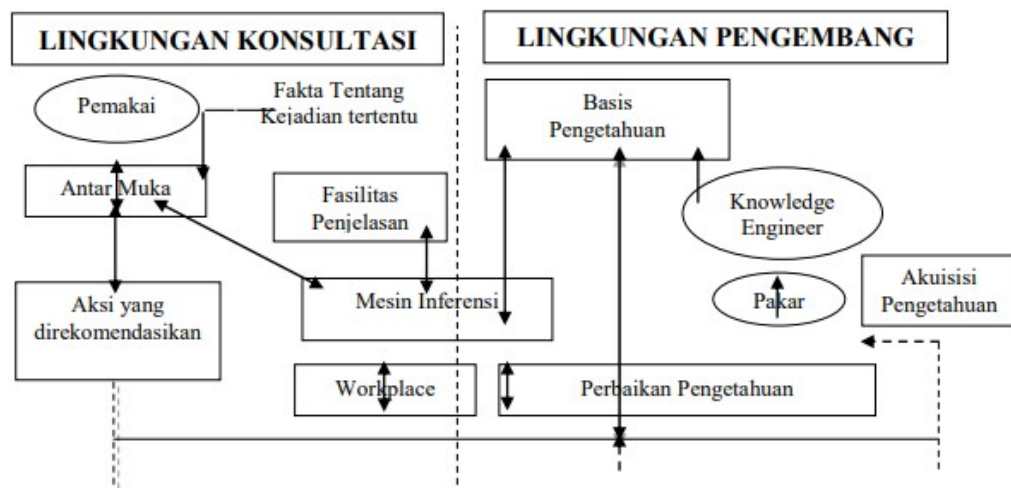 LINGKUNGAN KONSULTASI
LINGKUNGAN PENGEMBANG
Pemakai
Fakta Tentang
Kejadian tertentu
Basis
Pengetahuan
Antar Muka
Fasilitas
Penjelasan
Knowledge
Engineer
Aksi yang
direkomendasikan
Mesin Inferensi
Pakar
Akuisisi
Pengetahuan
Workplace
Perbaikan Pengetahuan